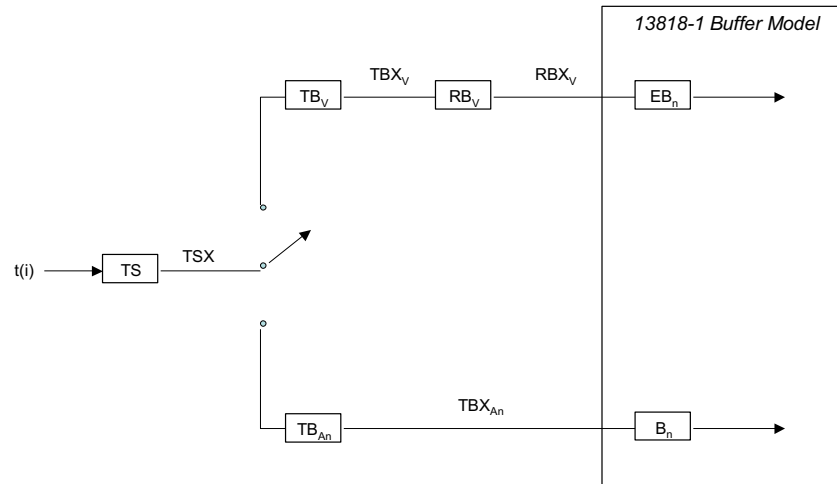 13818-1 Buffer Model
TBX_V
RBX_V
TB_V
RB_V
EB_n
TSX
t(i)
TS
TBX_An
TB_An
B_n